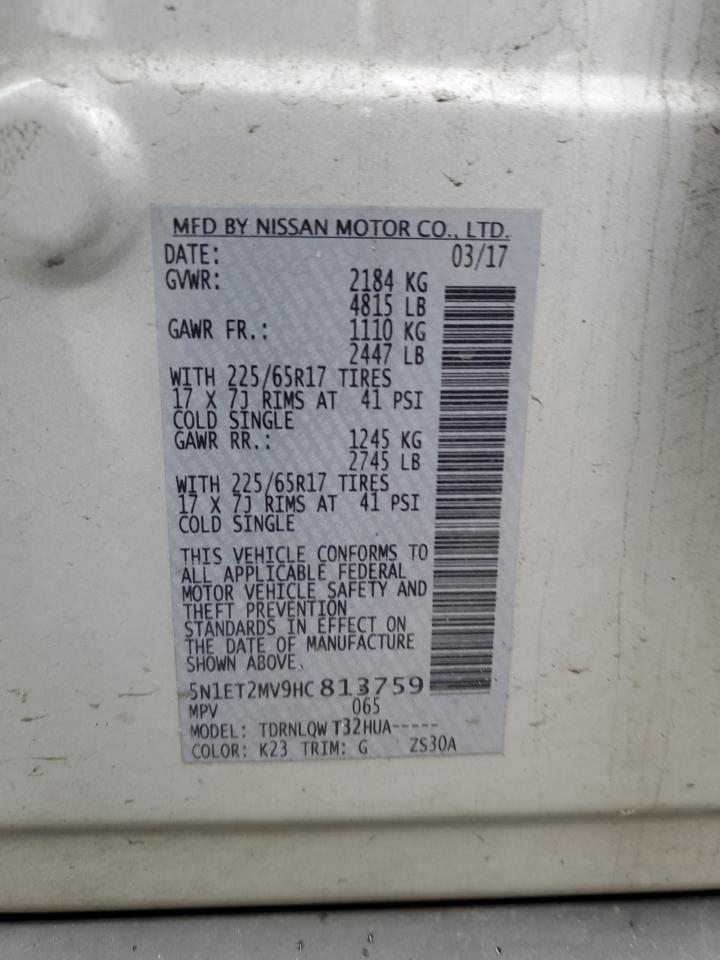 MFD BY NISSAN MOTOR CO., LTD.
DATE: 03/17
GVWR: 2184 KG
4815 LB
GAWR FR.: 1110 KG
2447 LB
WITH 225/65R17 TIRES
17 X 7J RIMS AT 41 PSI
COLD SINGLE
GAWR RR.: 1245 KG
2745 LB
WITH 225/65R17 TIRES
17 X 7J RIMS AT 41 PSI
COLD SINGLE
THIS VEHICLE CONFORMS TO
ALL APPLICABLE FEDERAL
MOTOR VEHICLE SAFETY AND
THEFT PREVENTION
STANDARDS IN EFFECT ON
THE DATE OF MANUFACTURE
SHOWN ABOVE.
5N1ET2MV9HC 813759
MPV 065
MODEL: TDRNLQW T32HUA-----
COLOR: K23 TRIM: G ZS30A